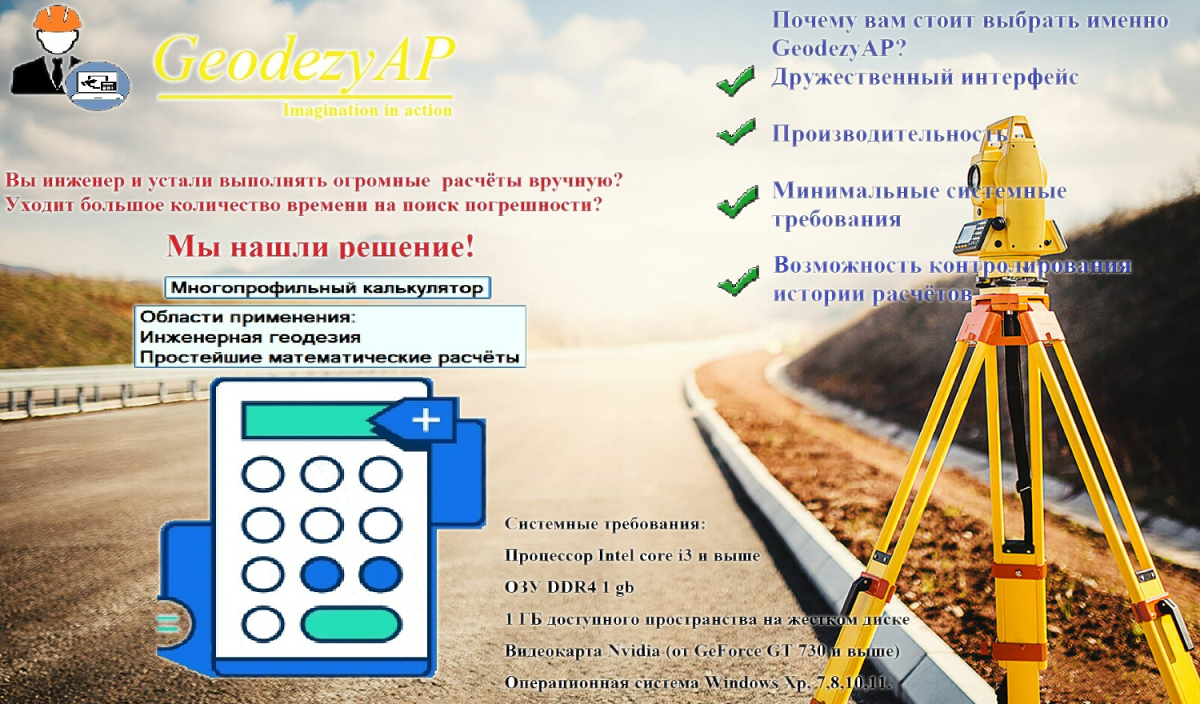 GeodezyAP
Imagination in action
Вы инженер и устали выполнять огромные расчёты вручную?
Уходит большое количество времени на поиск погрешности?
Мы нашли решение!
Многопрофильный калькулятор
Области применения:
Инженерная геодезия
Простейшие математические расчёты
Почему вам стоит выбрать именно
GeodezyAP?
Дружественный интерфейс
Производительность
Минимальные системные
требования
Возможность контролирования
истории расчётов
Системные требования:
Процессор Intel core i3 и выше
ОЗУ DDR4 1 gb
1 ГБ доступного пространства на жестком диске
Видеокарта Nvidia (от GeForce GT 730 и выше)
Операционная система Windows Xp, 7,8,10,11.